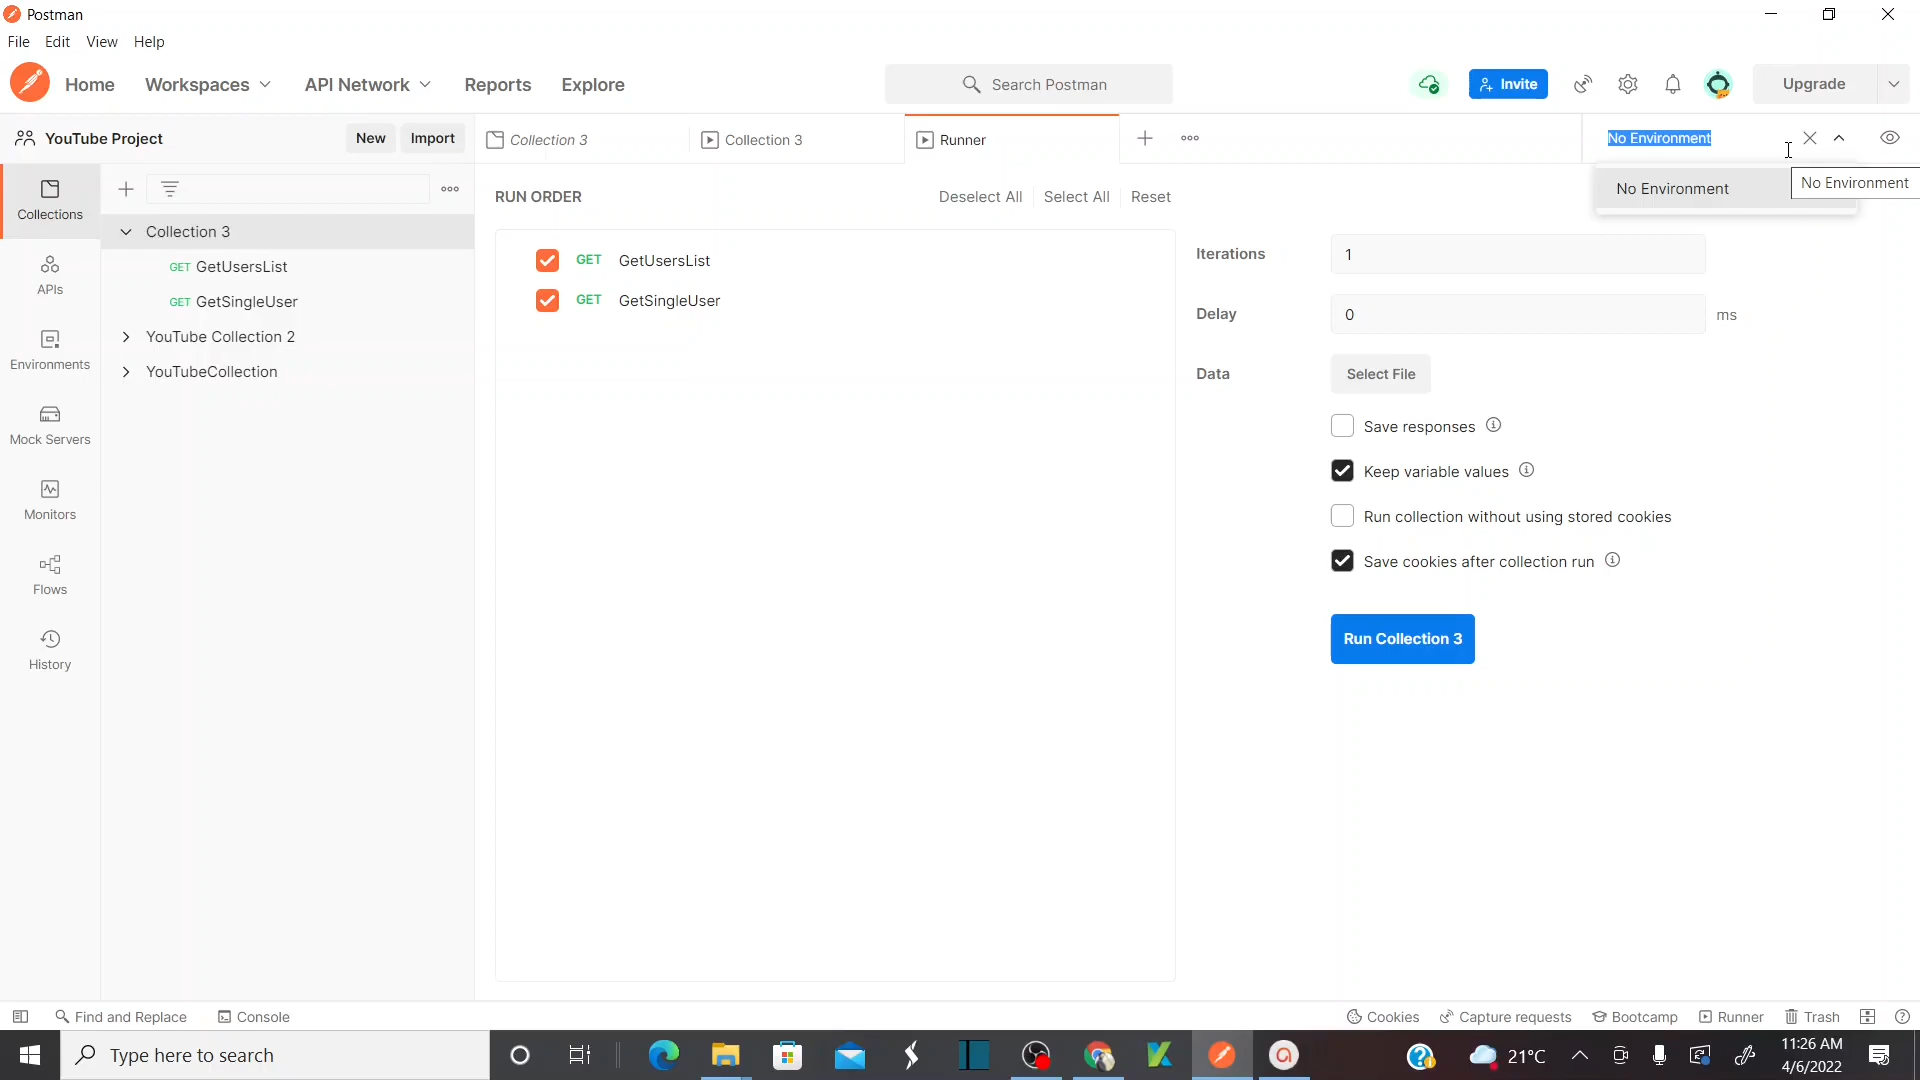 Postman
File Edit View Help
Home Workspaces API Network Reports Explore Search Postman Invite Upgrade
YouTube Project New Import Collection 3 Collection 3 Runner No Environment
No Environment No Environment
Collections
RUN ORDER Deselect All Select All Reset
Collection 3
GET GetUsersList
GET GetSingleUser
YouTube Collection 2
YouTubeCollection
APIs
Environments
Mock Servers
Monitors
Flows
History
GET GetUsersList
GET GetSingleUser
Iterations 1
Delay 0 ms
Data Select File
Save responses
Keep variable values
Run collection without using stored cookies
Save cookies after collection run
Run Collection 3
Find and Replace Console Cookies Capture requests Bootcamp Runner Trash
Type here to search 21°C 11:26 AM
4/6/2022